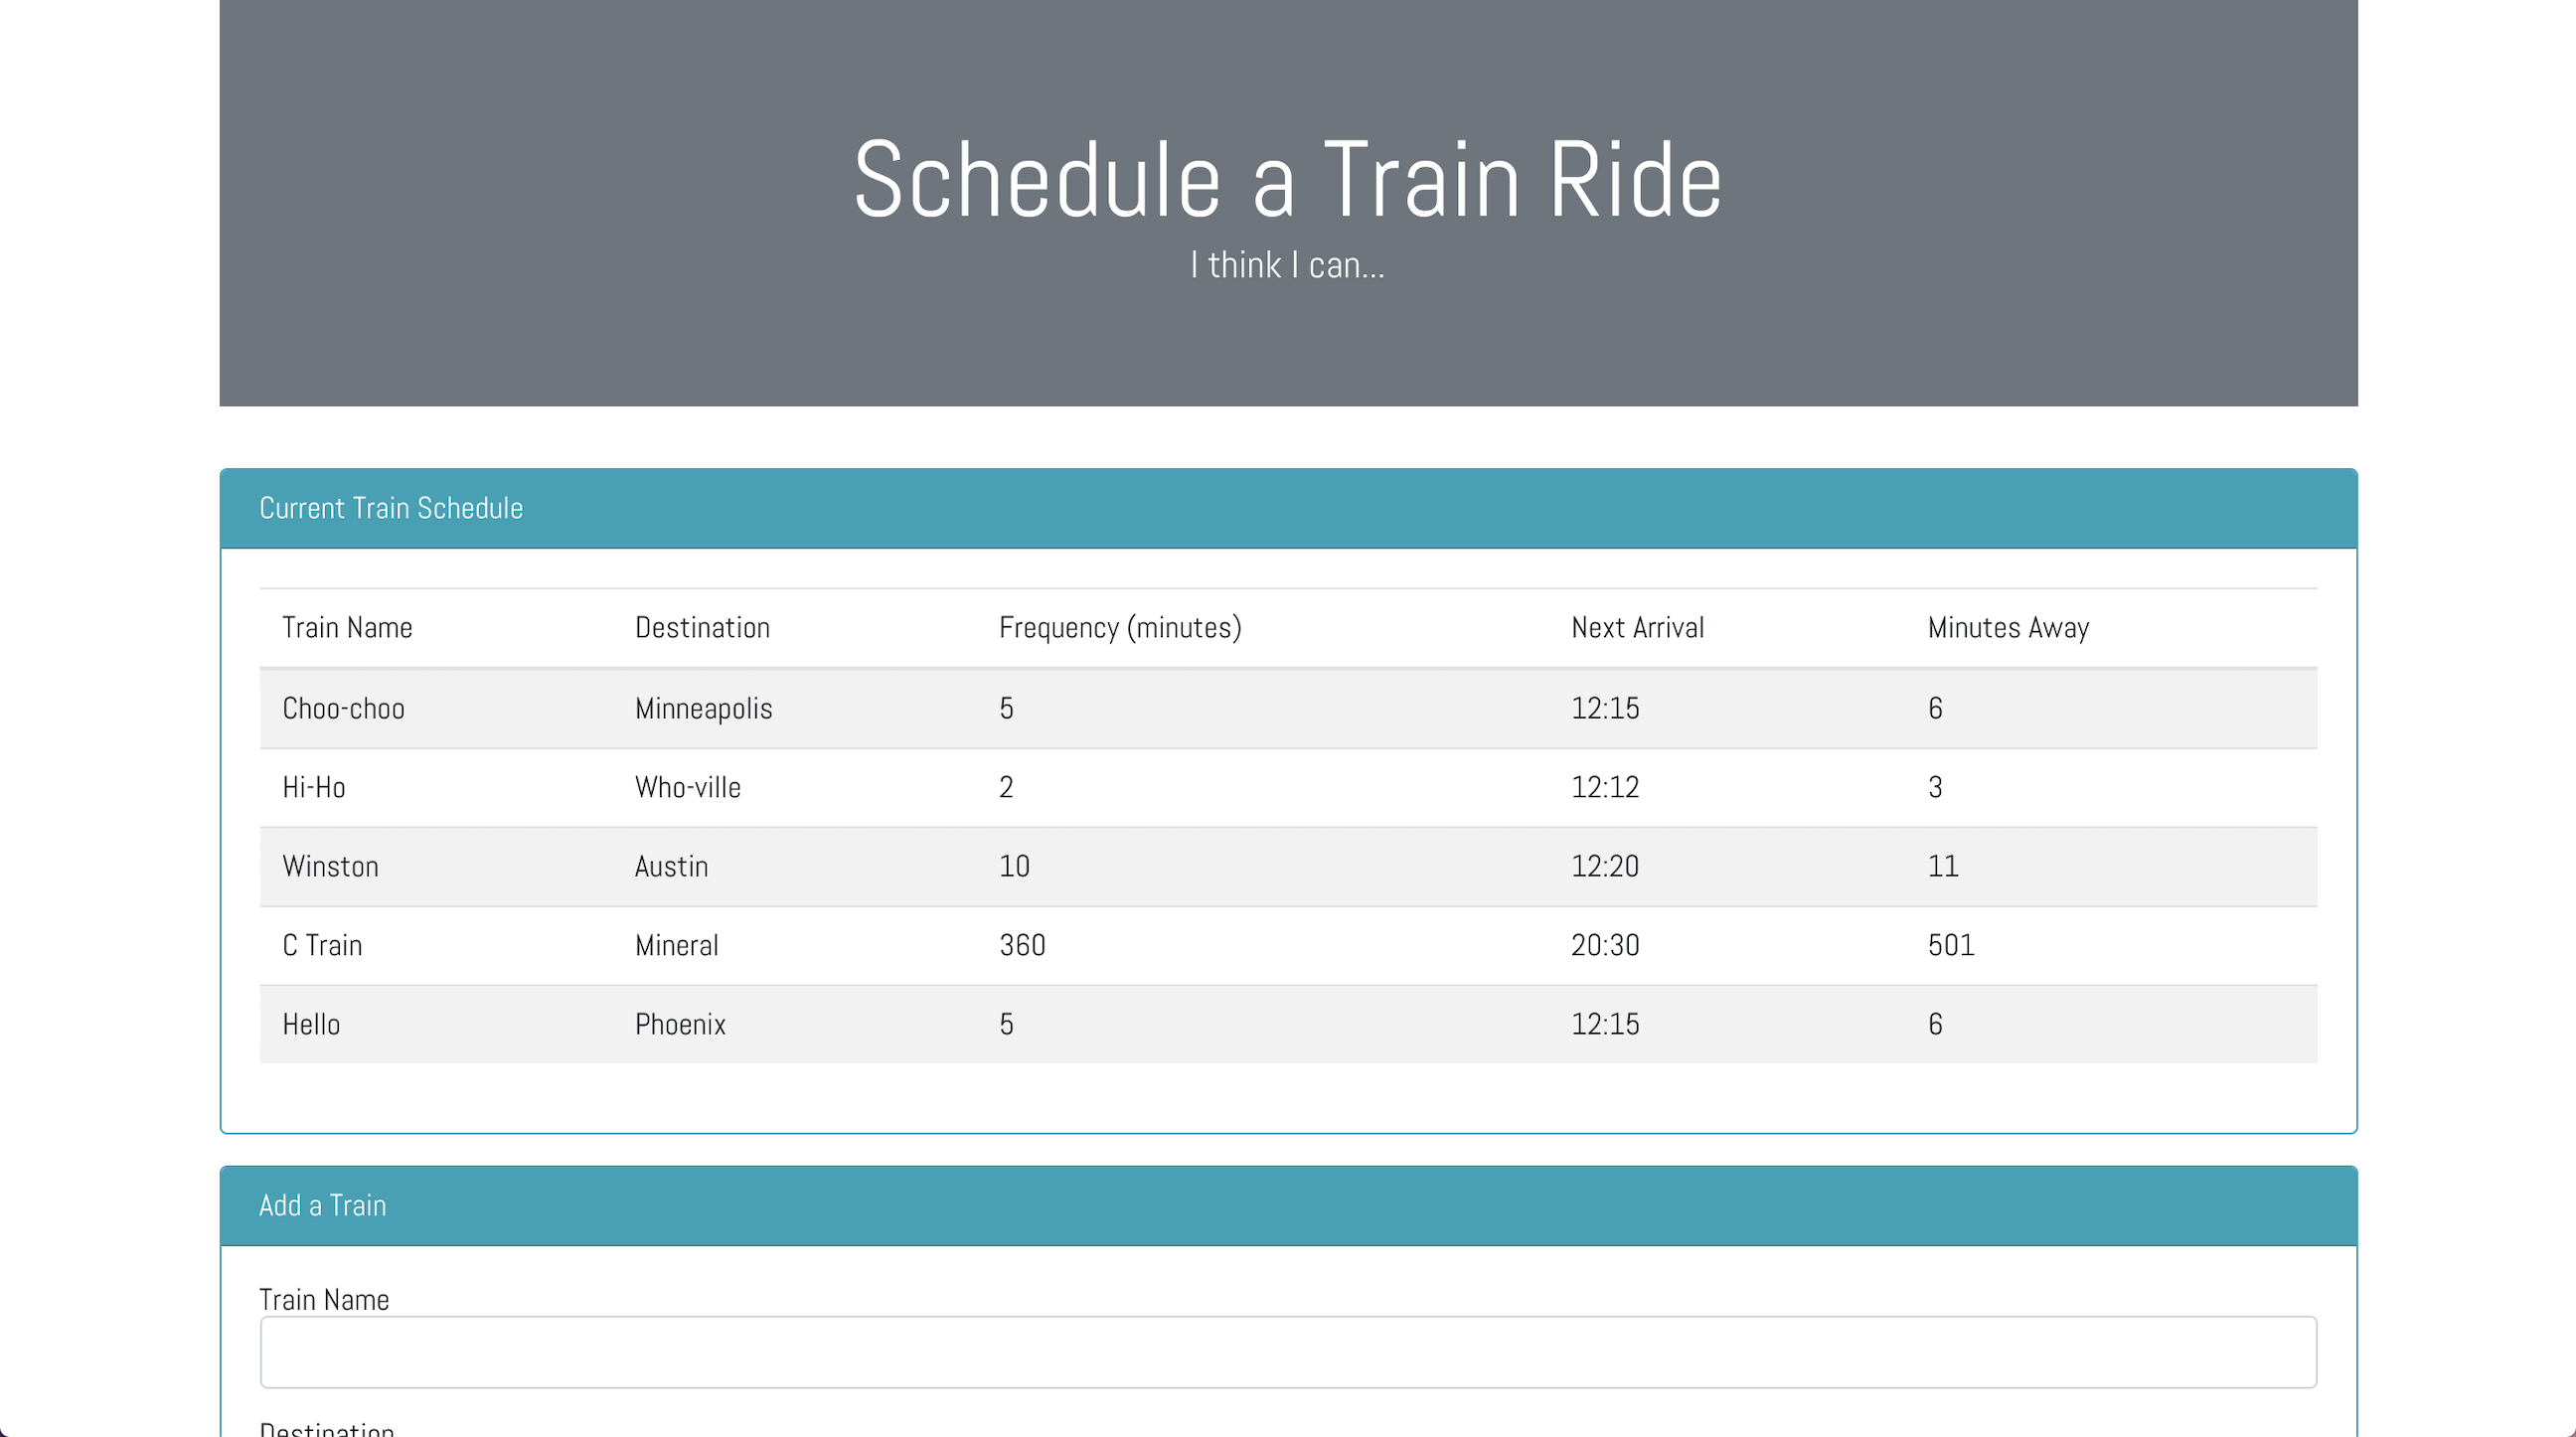 Schedule a Train Ride
I think I can...
Current Train Schedule
Train Name Destination Frequency (minutes) Next Arrival Minutes Away
Choo-choo Minneapolis 5 12:15 6
Hi-Ho Who-ville 2 12:12 3
Winston Austin 10 12:20 11
C Train Mineral 360 20:30 501
Hello Phoenix 5 12:15 6
Add a Train
Train Name
Destination